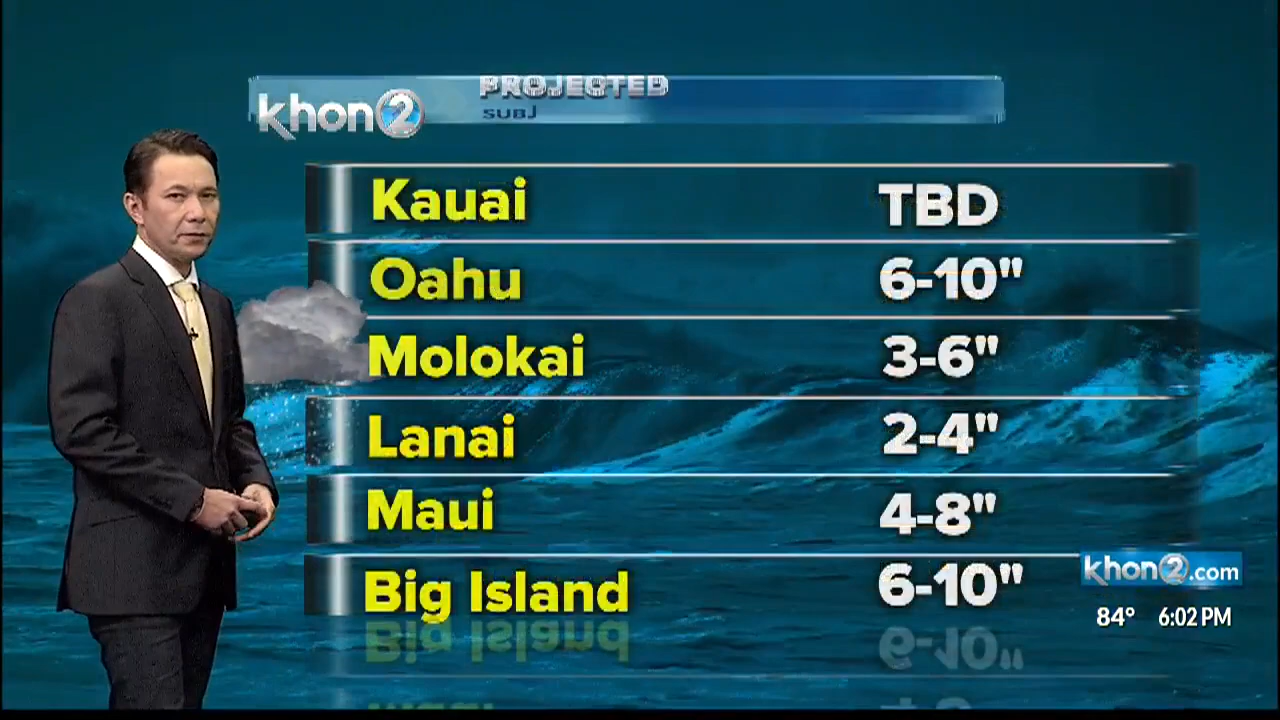 khon2
PROJECTED
SUBJ
Kauai TBD
Oahu 6-10"
Molokai 3-6"
Lanai 2-4"
Maui 4-8"
Big Island 6-10"
khon2.com
84° 6:02 PM